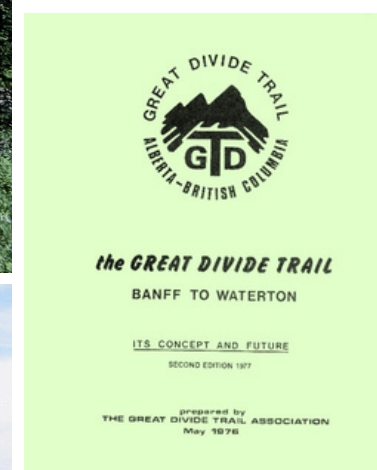 GREAT DIVIDE TRAIL
GTD
ALBERTA-BRITISH COLUMBIA
the GREAT DIVIDE TRAIL
BANFF TO WATERTON
ITS CONCEPT AND FUTURE
SECOND EDITION 1977
prepared by
THE GREAT DIVIDE TRAIL ASSOCIATION
May 1976